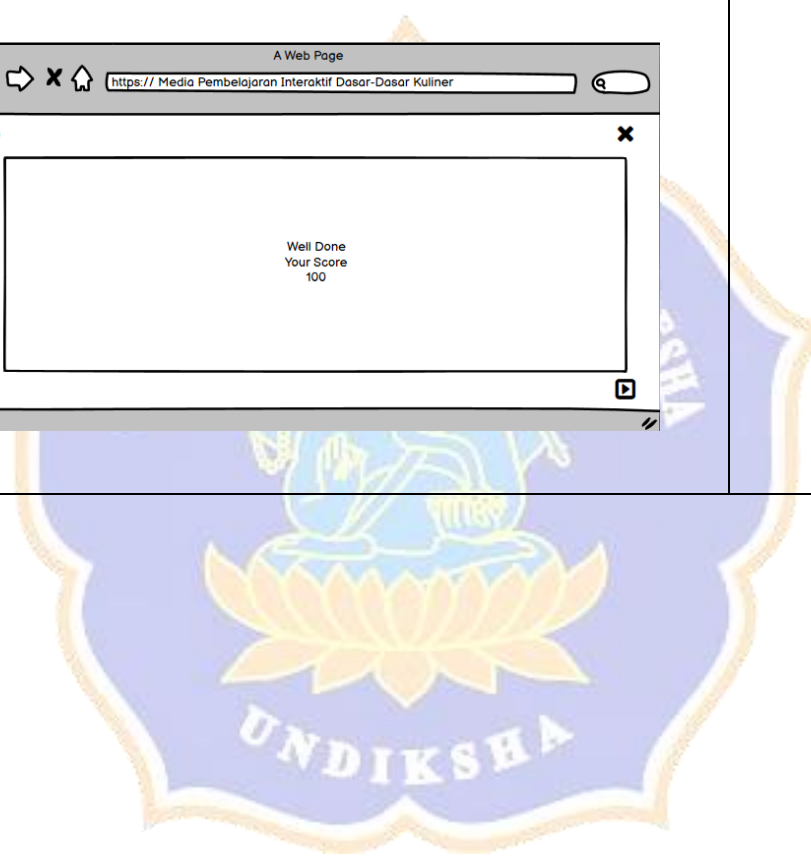 A Web Page
https:// Media Pembelajaran Interaktif Dasar-Dasar Kuliner
Well Done
Your Score
100
UNDIKSHA